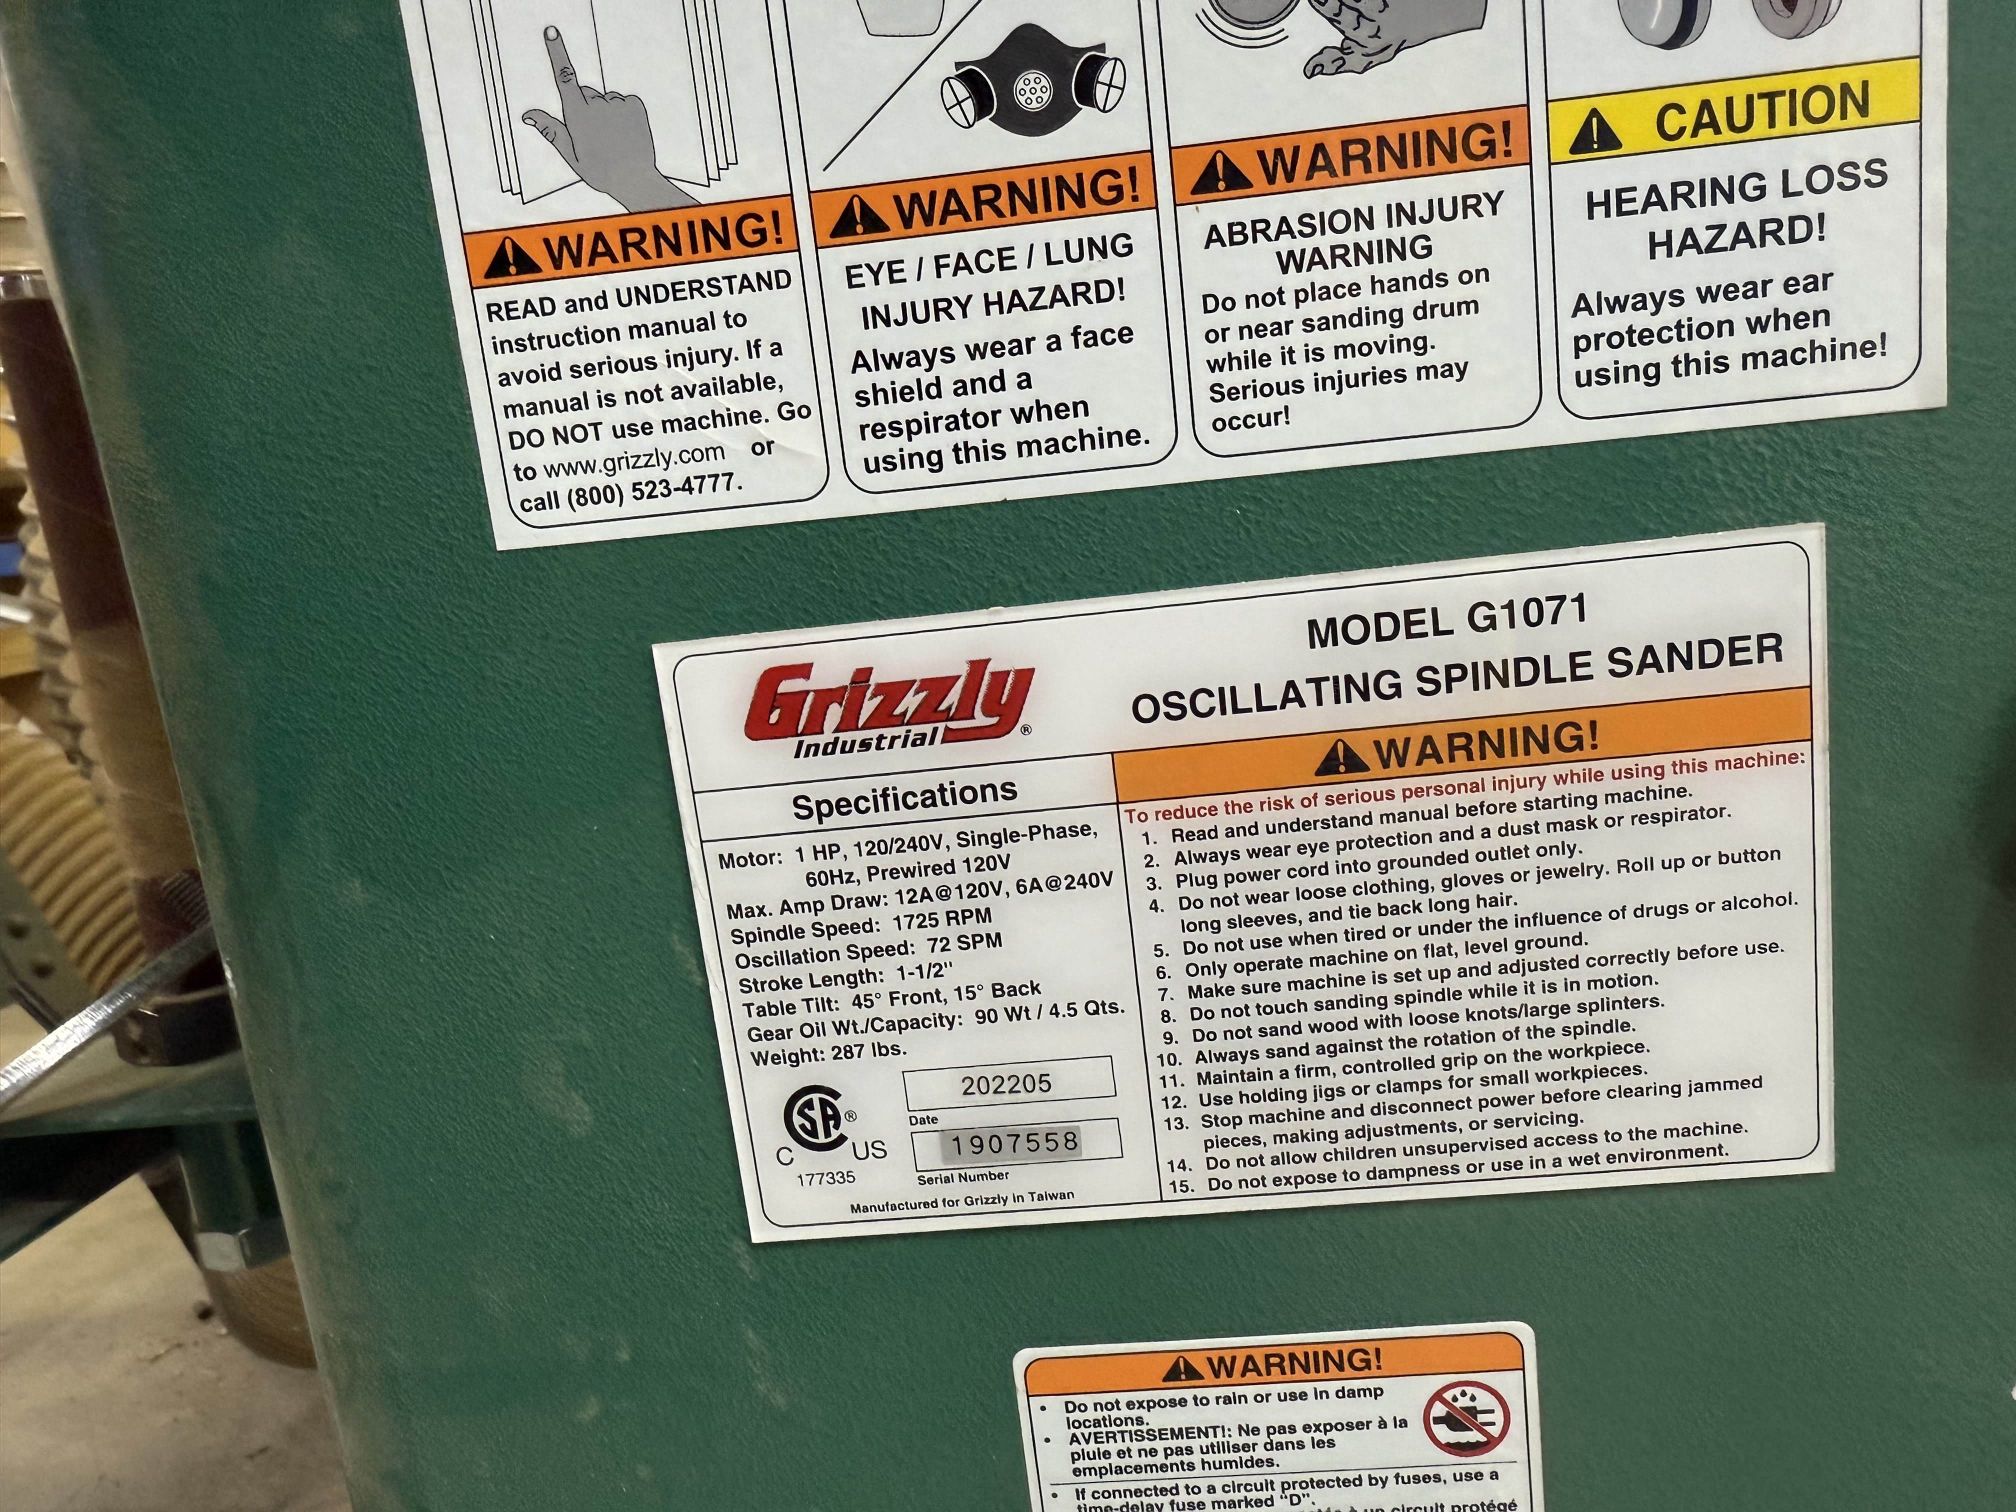 WARNING!
READ and UNDERSTAND
instruction manual to
avoid serious injury. If a
manual is not available,
DO NOT use machine. Go
to www.grizzly.com or
call (800) 523-4777.
WARNING!
EYE / FACE / LUNG
INJURY HAZARD!
Always wear a face
shield and a
respirator when
using this machine.
WARNING!
ABRASION INJURY
WARNING
Do not place hands on
or near sanding drum
while it is moving.
Serious injuries may
occur!
CAUTION
HEARING LOSS
HAZARD!
Always wear ear
protection when
using this machine!
Grizzly
Industrial®
MODEL G1071
OSCILLATING SPINDLE SANDER
Specifications
Motor: 1 HP, 120/240V, Single-Phase,
60Hz, Prewired 120V
Max. Amp Draw: 12A@120V, 6A@240V
Spindle Speed: 1725 RPM
Oscillation Speed: 72 SPM
Stroke Length: 1-1/2"
Table Tilt: 45° Front, 15° Back
Gear Oil Wt./Capacity: 90 Wt / 4.5 Qts.
Weight: 287 lbs.
C SA® US
177335
202205
Date
1907558
Serial Number
Manufactured for Grizzly in Taiwan
WARNING!
To reduce the risk of serious personal injury while using this machine:
1. Read and understand manual before starting machine.
2. Always wear eye protection and a dust mask or respirator.
3. Plug power cord into grounded outlet only.
4. Do not wear loose clothing, gloves or jewelry. Roll up or button
long sleeves, and tie back long hair.
5. Do not use when tired or under the influence of drugs or alcohol.
6. Only operate machine on flat, level ground.
7. Make sure machine is set up and adjusted correctly before use.
8. Do not touch sanding spindle while it is in motion.
9. Do not sand wood with loose knots/large splinters.
10. Always sand against the rotation of the spindle.
11. Maintain a firm, controlled grip on the workpiece.
12. Use holding jigs or clamps for small workpieces.
13. Stop machine and disconnect power before clearing jammed
pieces, making adjustments, or servicing.
14. Do not allow children unsupervised access to the machine.
15. Do not expose to dampness or use in a wet environment.
WARNING!
• Do not expose to rain or use in damp
locations.
• AVERTISSEMENT!: Ne pas exposer à la
pluie et ne pas utiliser dans les
emplacements humides.
• If connected to a circuit protected by fuses, use a
time-delay fuse marked "D".
à un circuit protégé